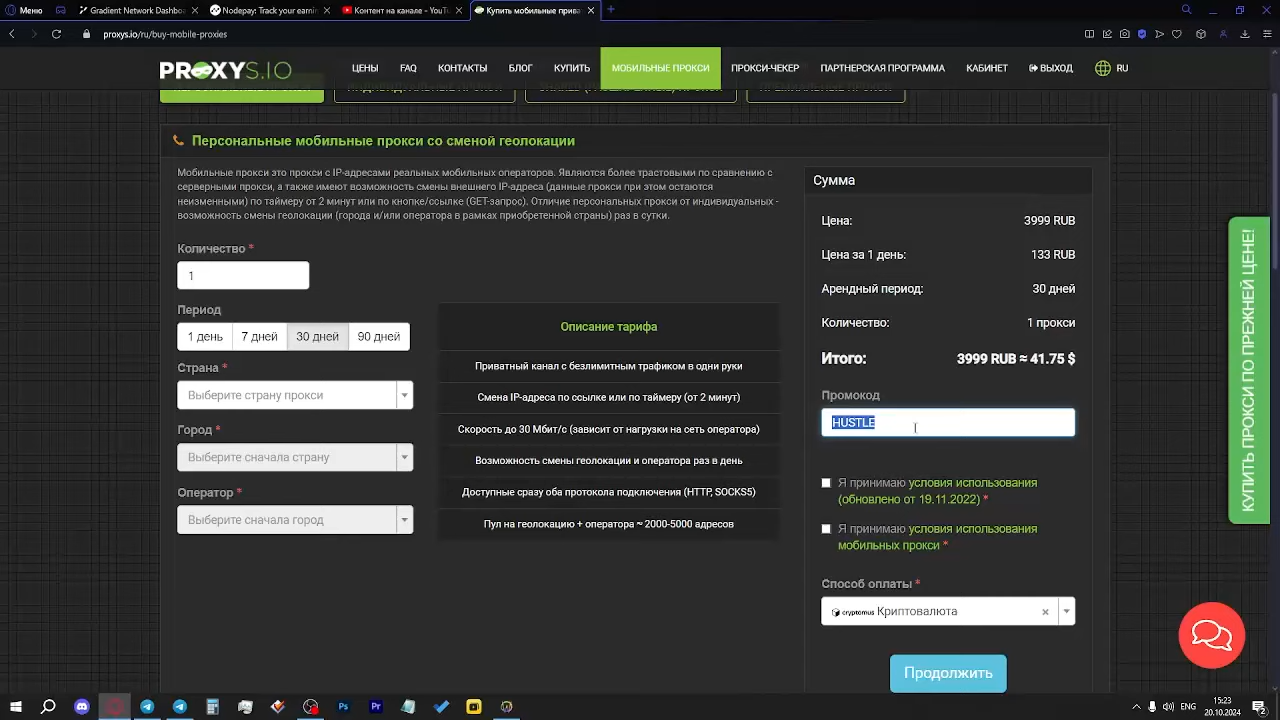 Меню
Gradient Network Dashbo
Nodepay: Track your earnin
Контент на канале - YouTu
Купить мобильные прива
proxys.io/ru/buy-mobile-proxies
PROXYS.IO
ЦЕНЫ
FAQ
КОНТАКТЫ
БЛОГ
КУПИТЬ
МОБИЛЬНЫЕ ПРОКСИ
ПРОКСИ-ЧЕКЕР
ПАРТНЕРСКАЯ ПРОГРАММА
КАБИНЕТ
ВЫХОД
RU
Персональные мобильные прокси со сменой геолокации
Мобильные прокси это прокси с IP-адресами реальных мобильных операторов. Являются более трастовыми по сравнению с
серверными прокси, а также имеют возможность смены внешнего IP-адреса (данные прокси при этом остаются
неизменными) по таймеру от 2 минут или по кнопке/ссылке (GET-запрос). Отличие персональных прокси от индивидуальных -
возможность смены геолокации (города и/или оператора в рамках приобретенной страны) раз в сутки.
Количество *
1
Период
1 день
7 дней
30 дней
90 дней
Страна *
Выберите страну прокси
Город *
Выберите сначала страну
Оператор *
Выберите сначала город
Описание тарифа
Приватный канал с безлимитным трафиком в одни руки
Смена IP-адреса по ссылке или по таймеру (от 2 минут)
Скорость до 30 Мбит/с (зависит от нагрузки на сеть оператора)
Возможность смены геолокации и оператора раз в день
Доступные сразу оба протокола подключения (HTTP, SOCKS5)
Пул на геолокацию + оператора ~ 2000-5000 адресов
Сумма
Цена: 3999 RUB
Цена за 1 день: 133 RUB
Арендный период: 30 дней
Количество: 1 прокси
Итого: 3999 RUB ≈ 41.75 $
Промокод
HUSTLE
Я принимаю условия использования
(обновлено от 19.11.2022) *
Я принимаю условия использования
мобильных прокси *
Способ оплаты *
cryptomus Криптовалюта
Продолжить
КУПИТЬ ПРОКСИ ПО ПРЕЖНЕЙ ЦЕНЕ!
15:23
20.10.2024